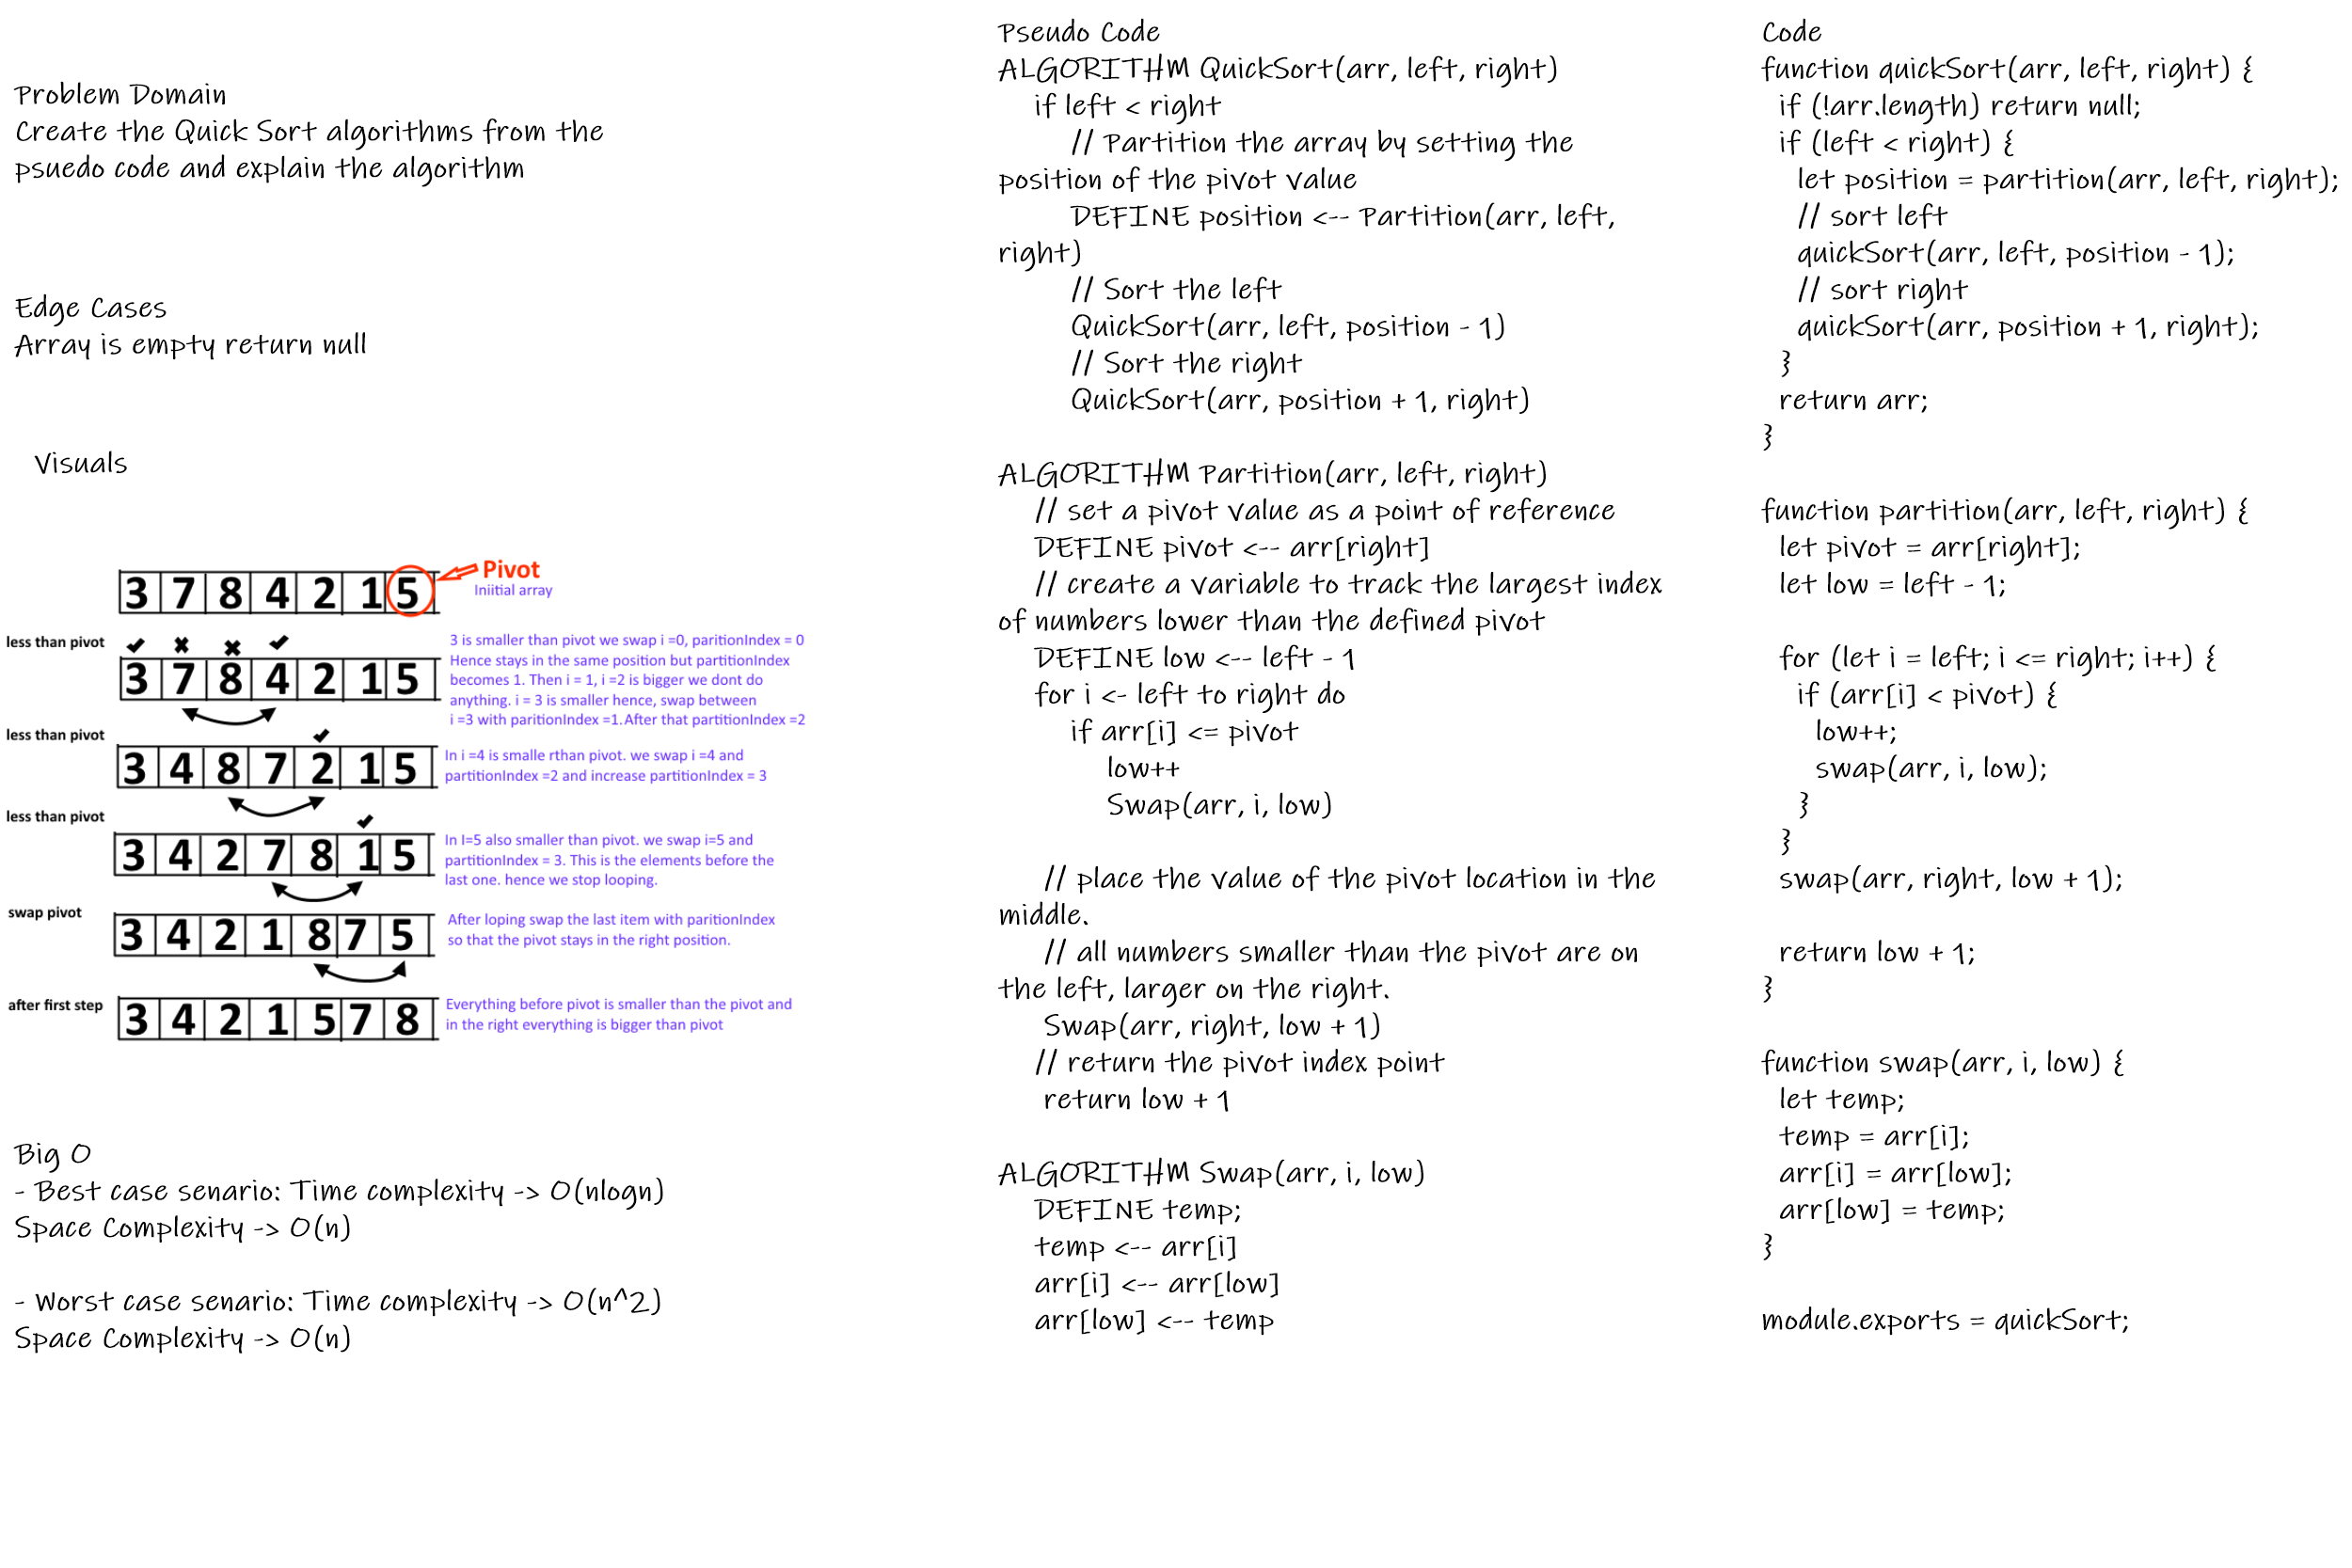 Problem Domain
Create the Quick Sort algorithms from the
psuedo code and explain the algorithm
Edge Cases
Array is empty return null
Visuals
Pivot
3 7 8 4 2 1 5
Iniitial array
less than pivot
3 7 8 4 2 1 5
3 is smaller than pivot we swap i =0, paritionIndex = 0
Hence stays in the same position but partitionIndex
becomes 1. Then i = 1, i =2 is bigger we dont do
anything. i = 3 is smaller hence, swap between
i =3 with paritionIndex =1. After that partitionIndex =2
less than pivot
3 4 8 7 2 1 5
In i =4 is smalle rthan pivot. we swap i =4 and
partitionIndex =2 and increase partitionIndex = 3
less than pivot
3 4 2 7 8 1 5
In I=5 also smaller than pivot. we swap i=5 and
partitionIndex = 3. This is the elements before the
last one. hence we stop looping.
swap pivot
3 4 2 1 8 7 5
After loping swap the last item with paritionIndex
so that the pivot stays in the right position.
after first step
3 4 2 1 5 7 8
Everything before pivot is smaller than the pivot and
in the right everything is bigger than pivot
Big O
- Best case senario: Time complexity -> O(nlogn)
Space Complexity -> O(n)
- Worst case senario: Time complexity -> O(n^2)
Space Complexity -> O(n)
Pseudo Code
ALGORITHM QuickSort(arr, left, right)
if left < right
// Partition the array by setting the
position of the pivot value
DEFINE position <-- Partition(arr, left,
right)
// Sort the left
QuickSort(arr, left, position - 1)
// Sort the right
QuickSort(arr, position + 1, right)
ALGORITHM Partition(arr, left, right)
// set a pivot value as a point of reference
DEFINE pivot <-- arr[right]
// create a variable to track the largest index
of numbers lower than the defined pivot
DEFINE low <-- left - 1
for i <- left to right do
if arr[i] <= pivot
low++
Swap(arr, i, low)
// place the value of the pivot location in the
middle.
// all numbers smaller than the pivot are on
the left, larger on the right.
Swap(arr, right, low + 1)
// return the pivot index point
return low + 1
ALGORITHM Swap(arr, i, low)
DEFINE temp;
temp <-- arr[i]
arr[i] <-- arr[low]
arr[low] <-- temp
Code
function quickSort(arr, left, right) {
if (!arr.length) return null;
if (left < right) {
let position = partition(arr, left, right);
// sort left
quickSort(arr, left, position - 1);
// sort right
quickSort(arr, position + 1, right);
}
return arr;
}
function partition(arr, left, right) {
let pivot = arr[right];
let low = left - 1;
for (let i = left; i <= right; i++) {
if (arr[i] < pivot) {
low++;
swap(arr, i, low);
}
}
swap(arr, right, low + 1);
return low + 1;
}
function swap(arr, i, low) {
let temp;
temp = arr[i];
arr[i] = arr[low];
arr[low] = temp;
}
module.exports = quickSort;